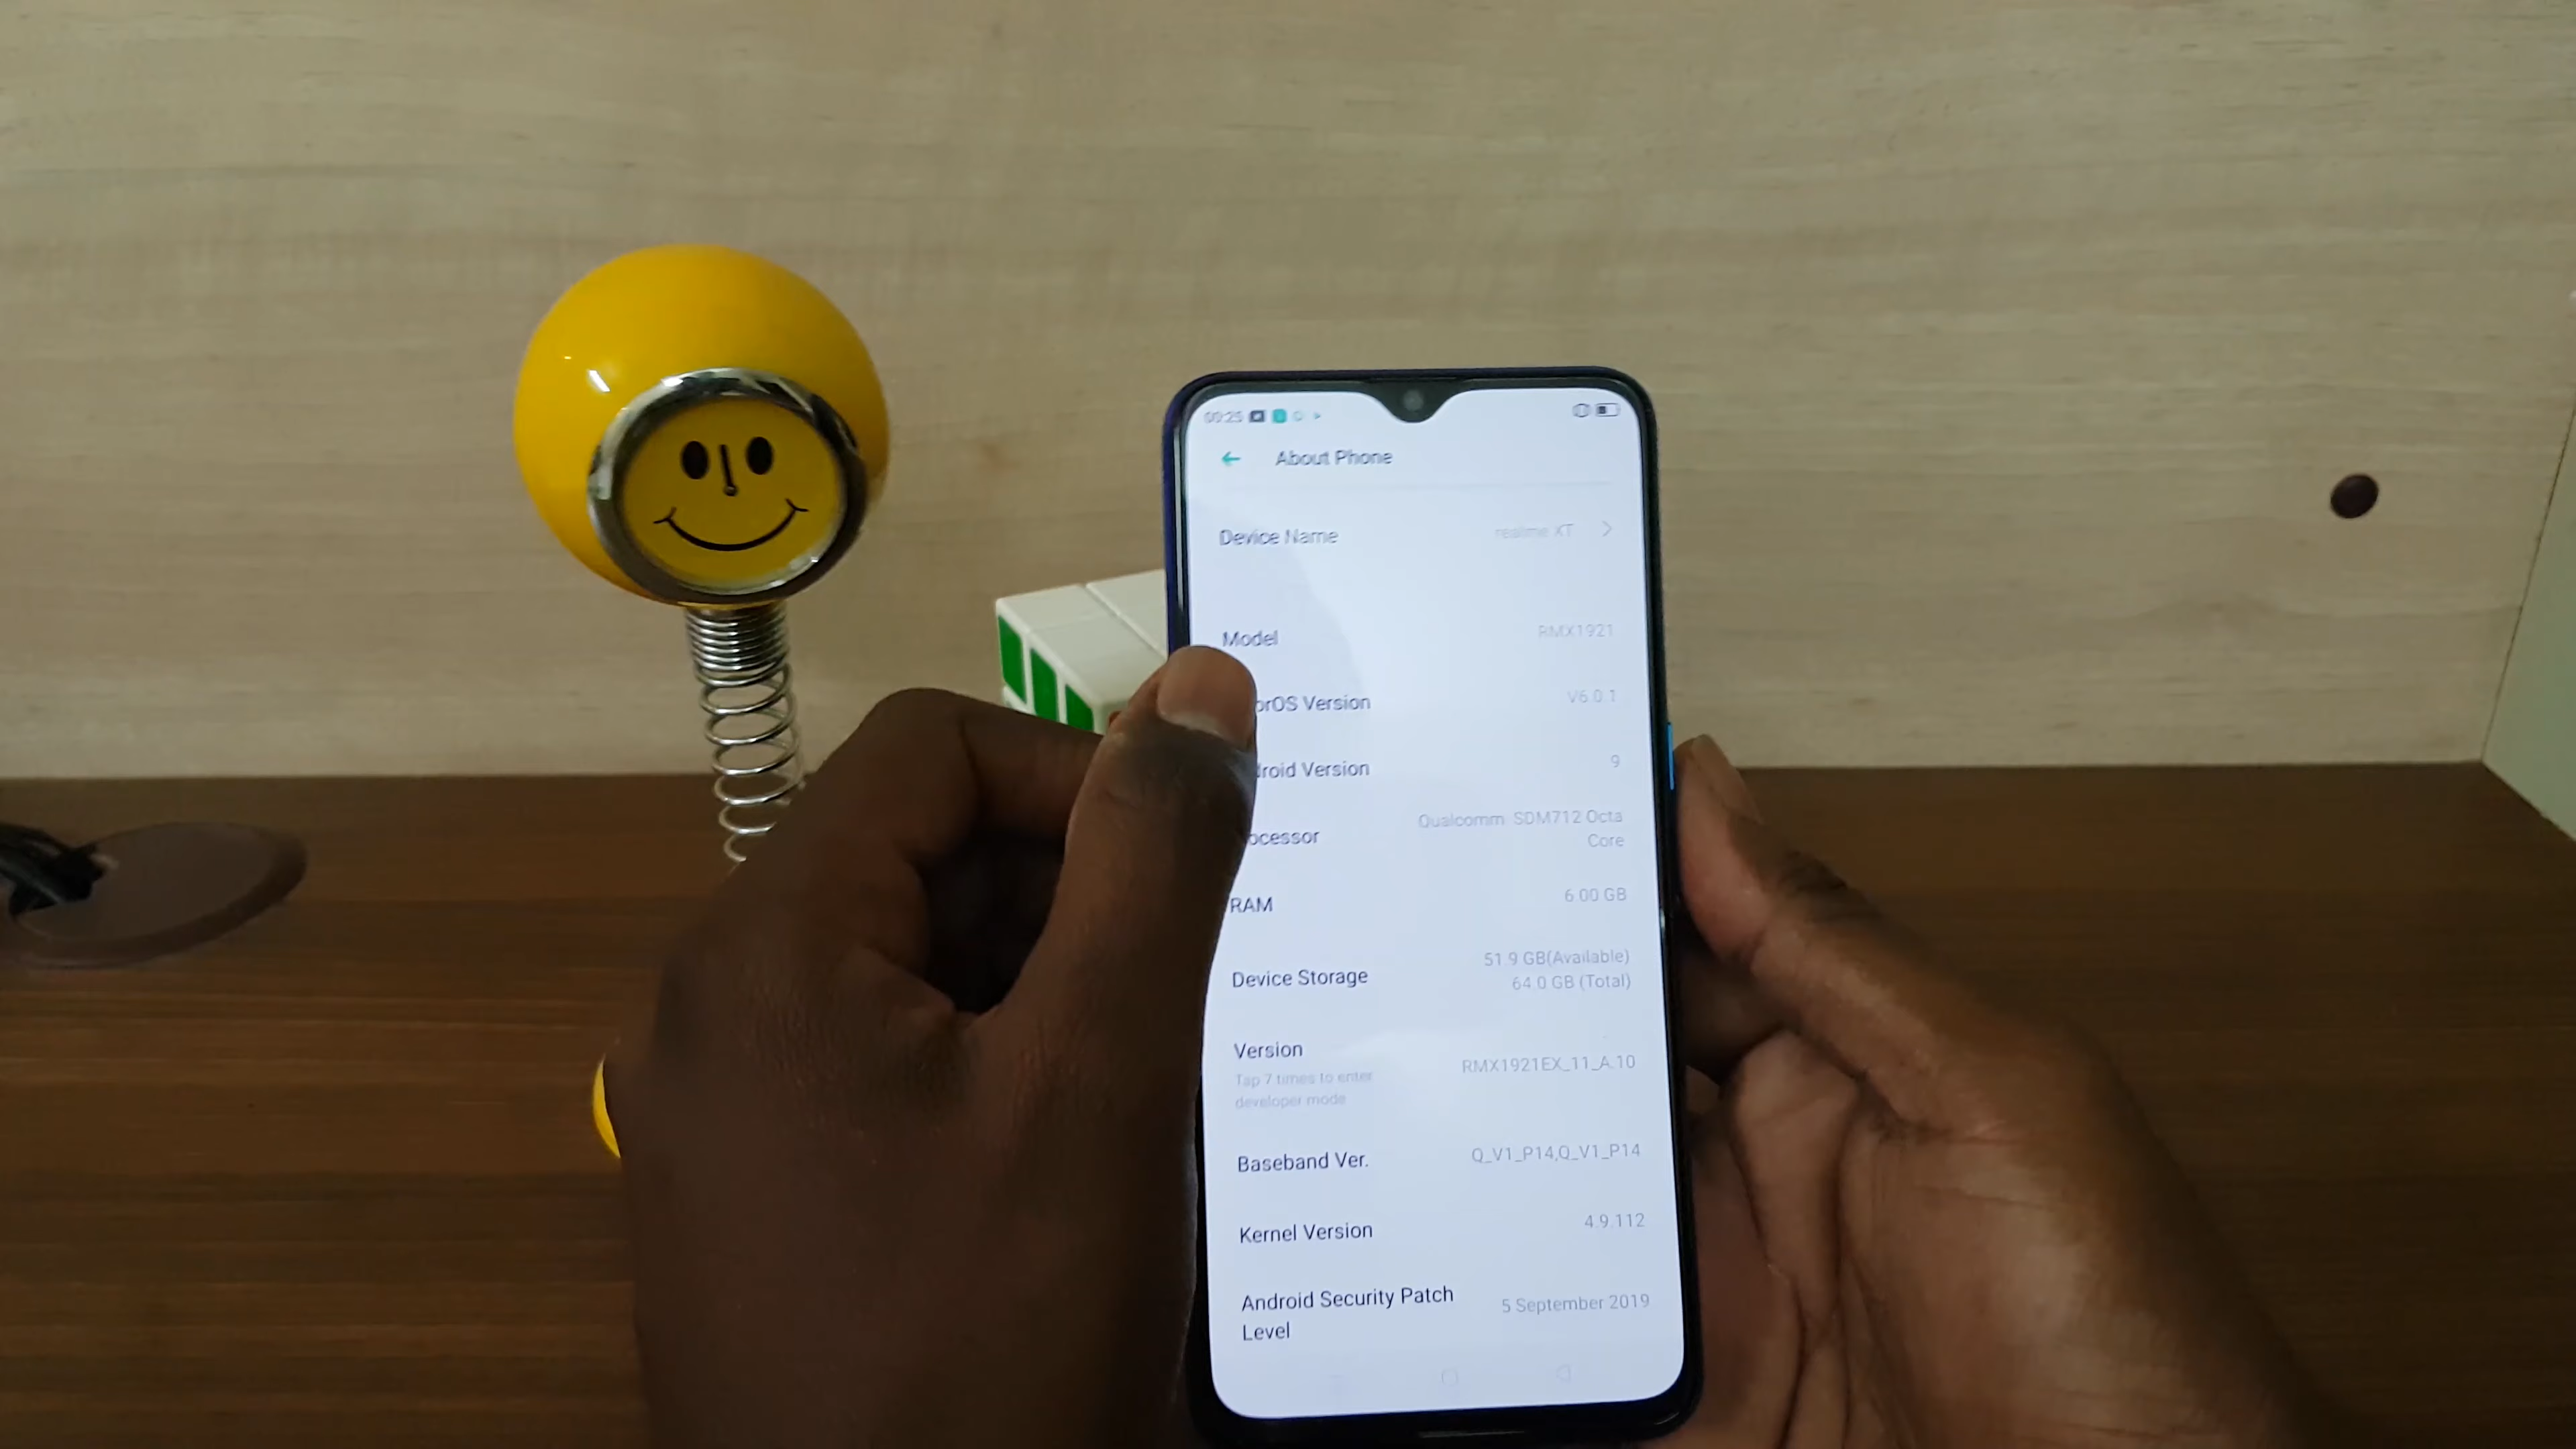 09:25
About Phone
Device Name realme XT
Model RMX1921
orOS Version V6.0.1
roid Version 9
ocessor Qualcomm SDM712 Octa
Core
RAM 6.00 GB
Device Storage 51.9 GB(Available)
64.0 GB (Total)
Version RMX1921EX_11_A.10
Tap 7 times to enter
developer mode
Baseband Ver. Q_V1_P14,Q_V1_P14
Kernel Version 4.9.112
Android Security Patch
Level 5 September 2019